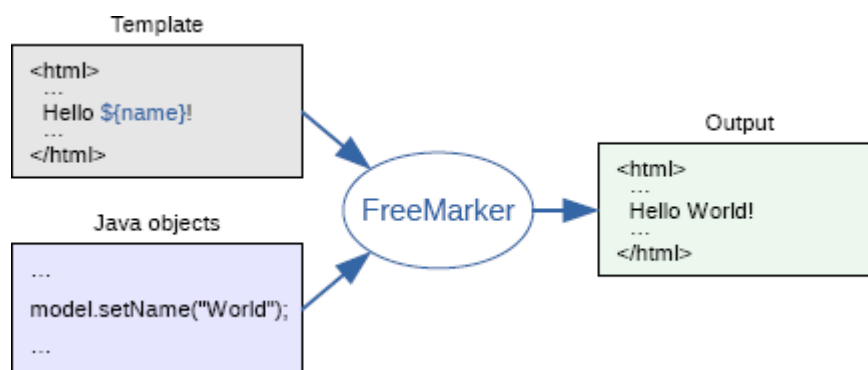 Template
<html>
...
Hello ${name}!
...
</html>
Java objects
...
model.setName("World");
...
FreeMarker
Output
<html>
...
Hello World!
...
</html>